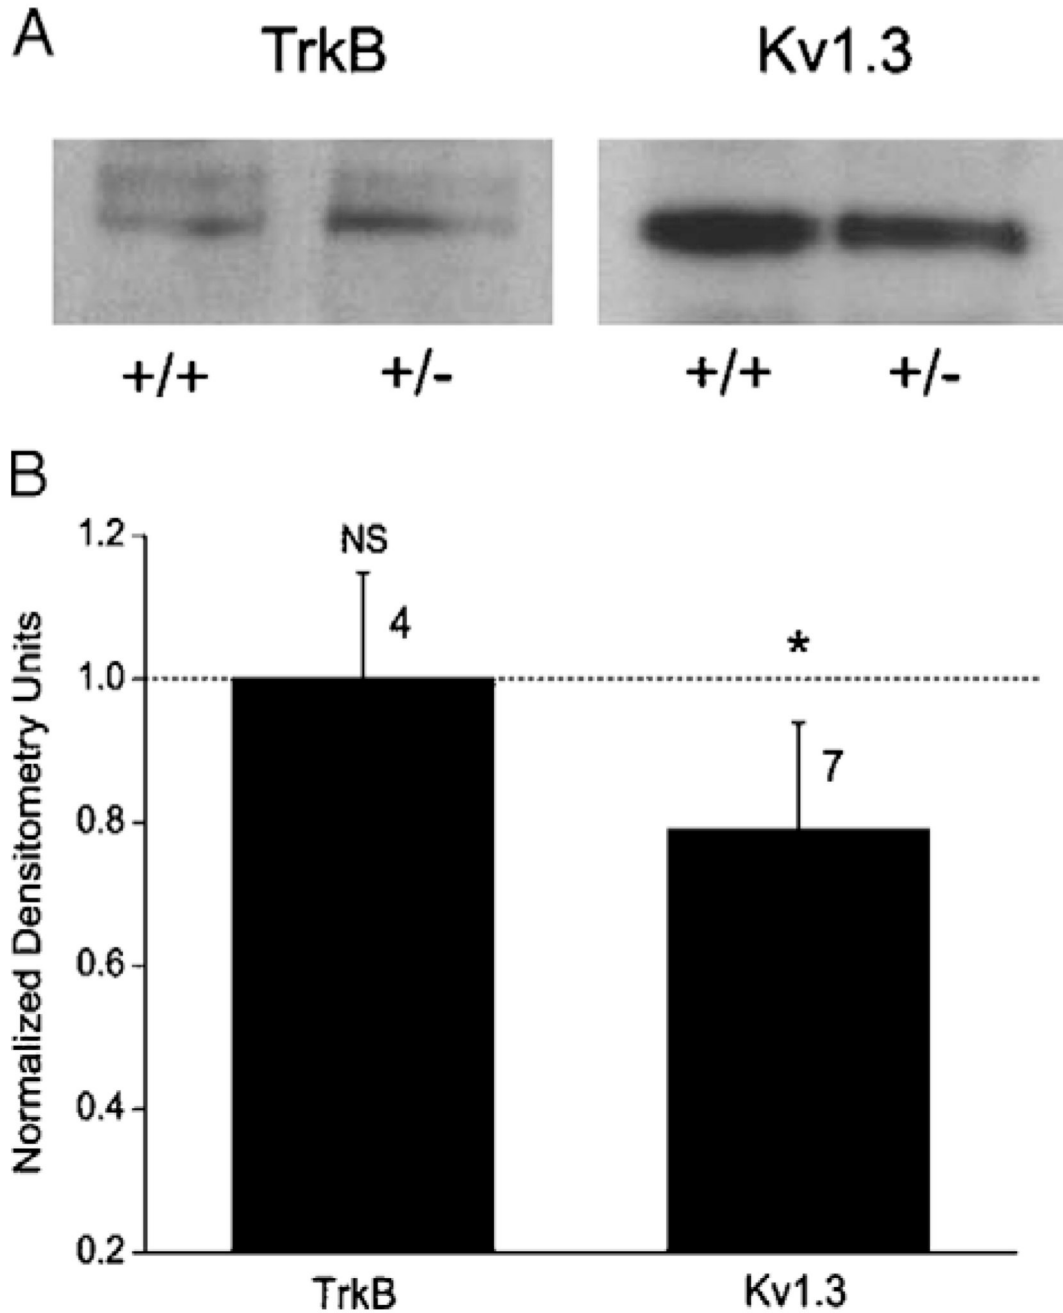 A
TrkB
Kv1.3
+/+
+/-
+/+
+/-
B
Normalized Densitometry Units
1.2
1.0
0.8
0.6
0.4
0.2
NS
4
*
7
TrkB
Kv1.3